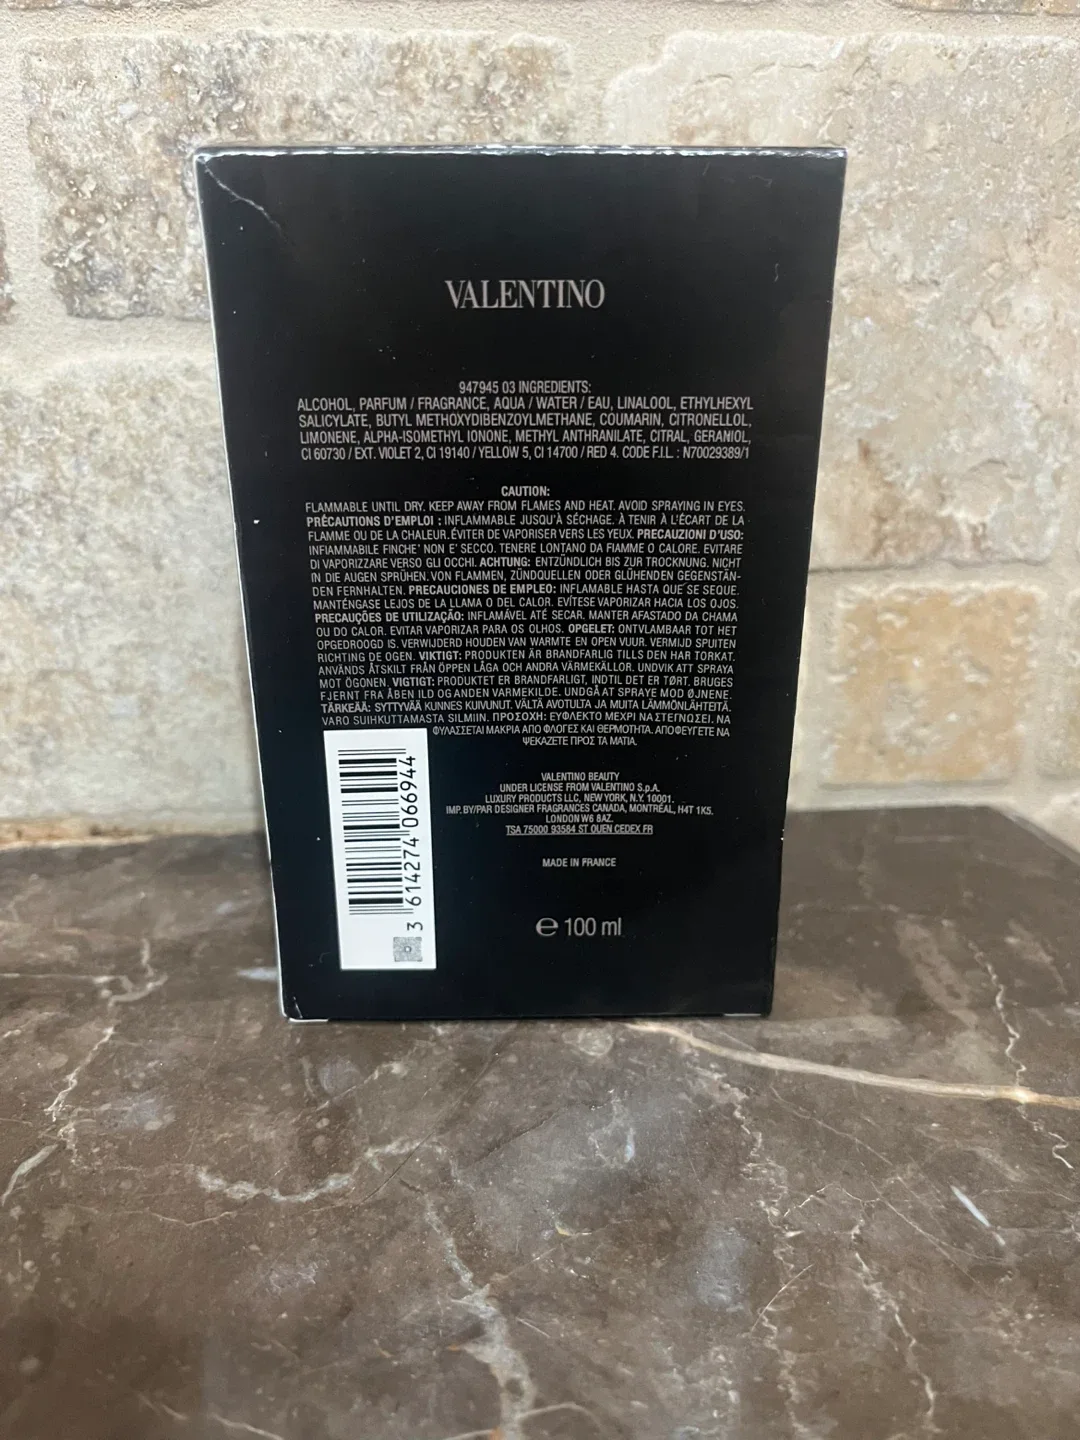 VALENTINO
947945 03 INGREDIENTS:
ALCOHOL, PARFUM / FRAGRANCE, AQUA / WATER / EAU, LINALOOL, ETHYLHEXYL
SALICYLATE, BUTYL METHOXYDIBENZOYLMETHANE, COUMARIN, CITRONELLOL,
LIMONENE, ALPHA-ISOMETHYL IONONE, METHYL ANTHRANILATE, CITRAL, GERANIOL,
CI 60730 / EXT. VIOLET 2, CI 19140 / YELLOW 5, CI 14700 / RED 4. CODE F.I.L. : N70029389/1
CAUTION:
FLAMMABLE UNTIL DRY. KEEP AWAY FROM FLAMES AND HEAT. AVOID SPRAYING IN EYES.
PRÉCAUTIONS D'EMPLOI : INFLAMMABLE JUSQU'À SÉCHAGE. À TENIR À L'ÉCART DE LA
FLAMME OU DE LA CHALEUR. ÉVITER DE VAPORISER VERS LES YEUX. PRECAUZIONI D'USO:
INFIAMMABILE FINCHE' NON E' SECCO. TENERE LONTANO DA FIAMME O CALORE. EVITARE
DI VAPORIZZARE VERSO GLI OCCHI. ACHTUNG: ENTZÜNDLICH BIS ZUR TROCKNUNG. NICHT
IN DIE AUGEN SPRÜHEN. VON FLAMMEN, ZÜNDQUELLEN ODER GLÜHENDEN GEGENSTÄN-
DEN FERNHALTEN. PRECAUCIONES DE EMPLEO: INFLAMABLE HASTA QUE SE SEQUE.
MANTÉNGASE LEJOS DE LA LLAMA O DEL CALOR. EVÍTESE VAPORIZAR HACIA LOS OJOS.
PRECAUÇÕES DE UTILIZAÇÃO: INFLAMÁVEL ATÉ SECAR. MANTER AFASTADO DA CHAMA
OU DO CALOR. EVITAR VAPORIZAR PARA OS OLHOS. OPGELET: ONTVLAMBAAR TOT HET
OPGEDROOGD IS. VERWIJDERD HOUDEN VAN WARMTE EN OPEN VUUR. VERMIJD SPUITEN
RICHTING DE OGEN. VIKTIGT: PRODUKTEN ÄR BRANDFARLIG TILLS DEN HAR TORKAT.
ANVÄNDS ÅTSKILT FRÅN ÖPPEN LÅGA OCH ANDRA VÄRMEKÄLLOR. UNDVIK ATT SPRAYA
MOT ÖGONEN. VIGTIGT: PRODUKTET ER BRANDFARLIGT, INDTIL DET ER TØRT. BRUGES
FJERNT FRA ÅBEN ILD OG ANDEN VARMEKILDE. UNDGÅ AT SPRAYE MOD ØJNENE.
TÄRKEÄÄ: SYTTYVÄÄ KUNNES KUIVUNUT. VÄLTÄ AVOTULTA JA MUITA LÄMMÖNLÄHTEITÄ.
VARO SUIHKUTTAMASTA SILMIIN. ΠΡΟΣΟΧΗ: ΕΥΦΛΕΚΤΟ ΜΕΧΡΙ ΝΑ ΣΤΕΓΝΩΣΕΙ. ΝΑ
ΦΥΛΑΣΣΕΤΑΙ ΜΑΚΡΙΑ ΑΠΟ ΦΛΟΓΕΣ ΚΑΙ ΘΕΡΜΟΤΗΤΑ. ΑΠΟΦΕΥΓΕΤΕ ΝΑ
ΨΕΚΑΖΕΤΕ ΠΡΟΣ ΤΑ ΜΑΤΙΑ.
VALENTINO BEAUTY
UNDER LICENSE FROM VALENTINO S.p.A.
LUXURY PRODUCTS LLC, NEW YORK, N.Y. 10001.
IMP. BY/PAR DESIGNER FRAGRANCES CANADA, MONTRÉAL, H4T 1K5.
LONDON W6 8AZ.
TSA 75000 93584 ST OUEN CEDEX FR
MADE IN FRANCE
℮ 100 ml
3 614274 066944